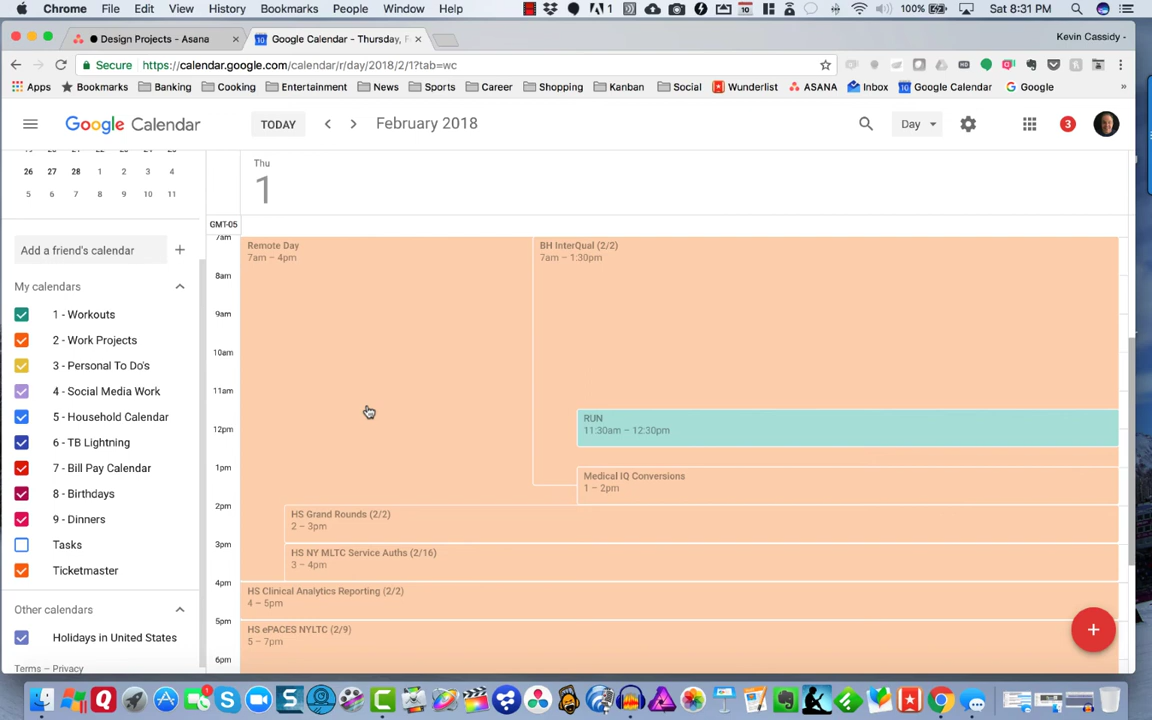 Chrome File Edit View History Bookmarks People Window Help 1 10 100% Sat 8:31 PM
Design Projects - Asana × Google Calendar - Thursday, F × Kevin Cassidy -
Secure https://calendar.google.com/calendar/r/day/2018/2/1?tab=wc
Apps Bookmarks Banking Cooking Entertainment News Sports Career Shopping Kanban Social Wunderlist ASANA Inbox Google Calendar Google »
Google Calendar TODAY February 2018 Day 3
Thu
1
26 27 28 1 2 3 4
5 6 7 8 9 10 11
GMT-05
Add a friend's calendar +
My calendars
1 - Workouts
2 - Work Projects
3 - Personal To Do's
4 - Social Media Work
5 - Household Calendar
6 - TB Lightning
7 - Bill Pay Calendar
8 - Birthdays
9 - Dinners
Tasks
Ticketmaster
Other calendars
Holidays in United States
Terms – Privacy
7am
8am
9am
10am
11am
12pm
1pm
2pm
3pm
4pm
5pm
6pm
Remote Day
7am – 4pm
BH InterQual (2/2)
7am – 1:30pm
RUN
11:30am – 12:30pm
Medical IQ Conversions
1 – 2pm
HS Grand Rounds (2/2)
2 – 3pm
HS NY MLTC Service Auths (2/16)
3 – 4pm
HS Clinical Analytics Reporting (2/2)
4 – 5pm
HS ePACES NYLTC (2/9)
5 – 7pm
+